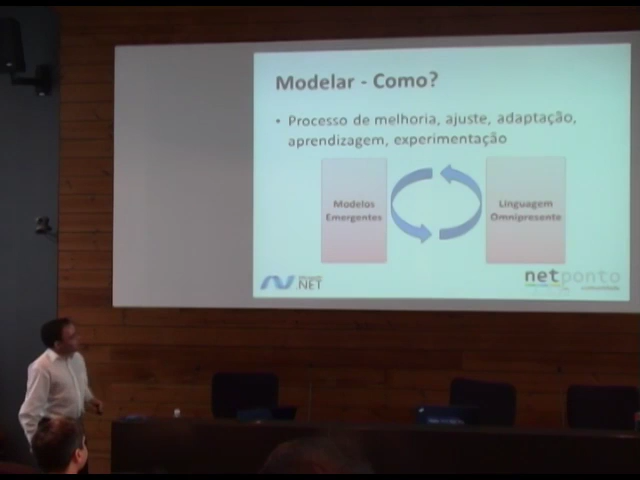 Modelar - Como?
• Processo de melhoria, ajuste, adaptação,
aprendizagem, experimentação
Modelos
Emergentes
Linguagem
Omnipresente
.NET
netponto